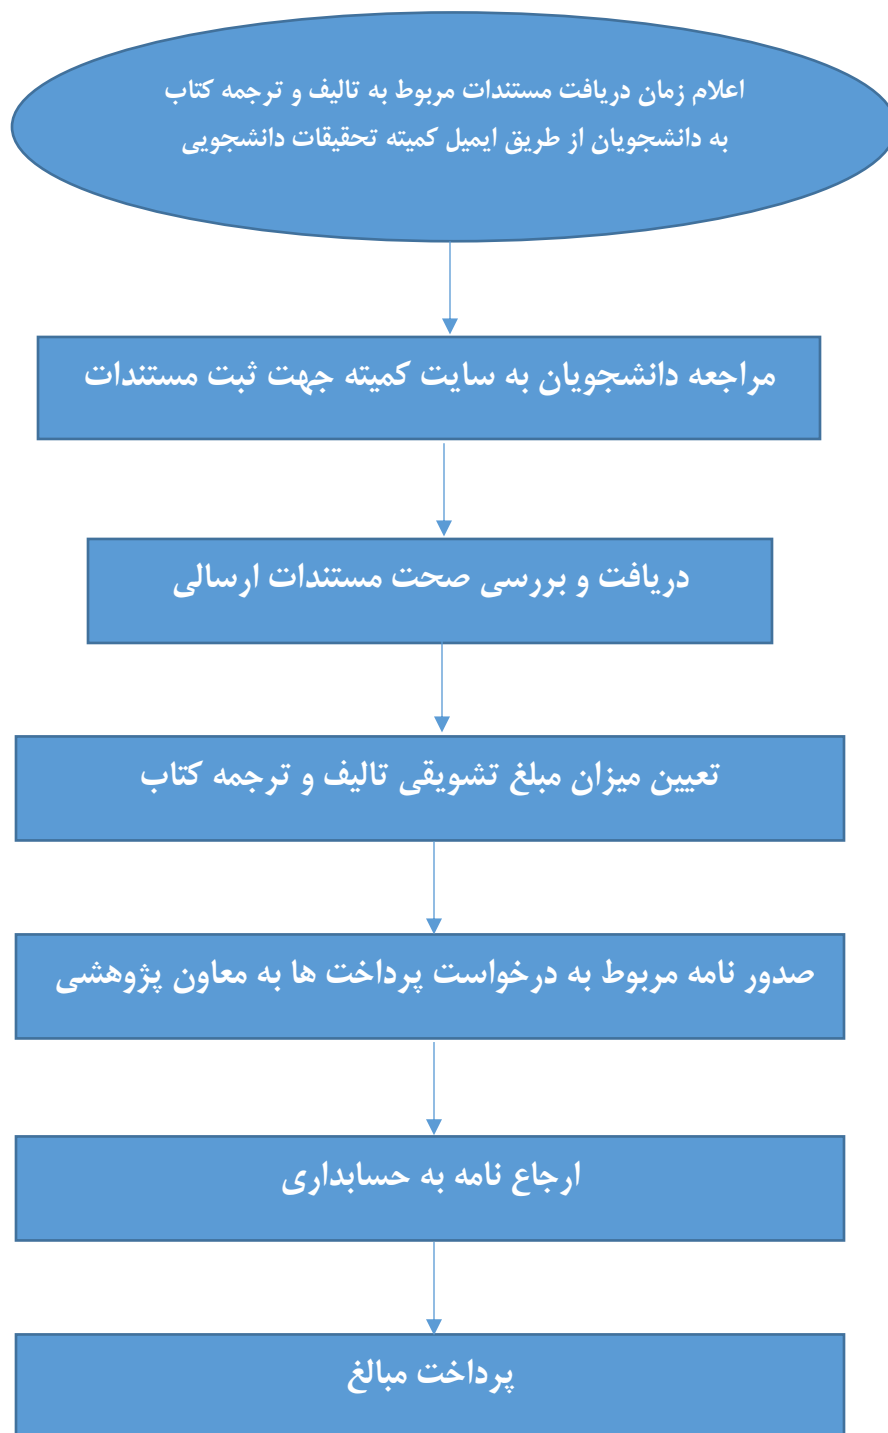 اعلام زمان دریافت مستندات مربوط به تالیف و ترجمه کتاب
به دانشجویان از طریق ایمیل کمیته تحقیقات دانشجویی
مراجعه دانشجویان به سایت کمیته جهت ثبت مستندات
دریافت و بررسی صحت مستندات ارسالی
تعیین میزان مبلغ تشویقی تالیف و ترجمه کتاب
صدور نامه مربوط به درخواست پرداخت ها به معاون پژوهشی
ارجاع نامه به حسابداری
پرداخت مبالغ